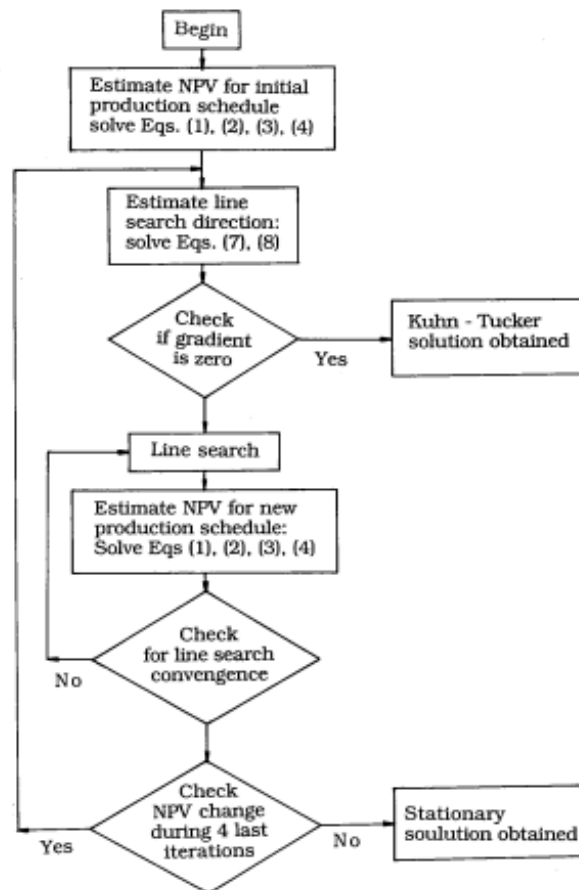 Begin
Estimate NPV for initial
production schedule
solve Eqs. (1), (2), (3), (4)
Estimate line
search direction:
solve Eqs. (7), (8)
Check
if gradient
is zero
Yes
Kuhn - Tucker
solution obtained
Line search
Estimate NPV for new
production schedule:
Solve Eqs (1), (2), (3), (4)
Check
for line search
convengence
No
Check
NPV change
during 4 last
iterations
Yes
No
Stationary
soulution obtained